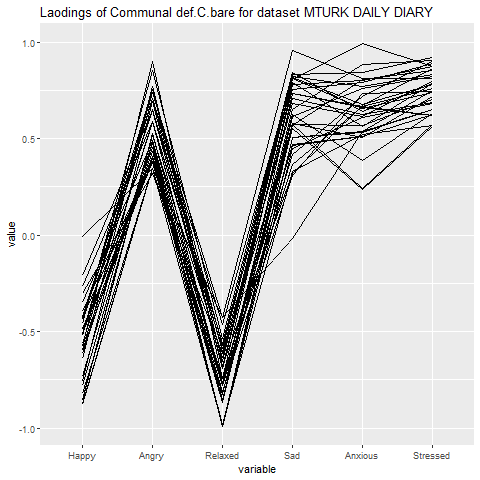 Laodings of Communal def.C.bare for dataset MTURK DAILY DIARY
1.0
0.5
0.0
-0.5
-1.0
value
Happy Angry Relaxed Sad Anxious Stressed
variable